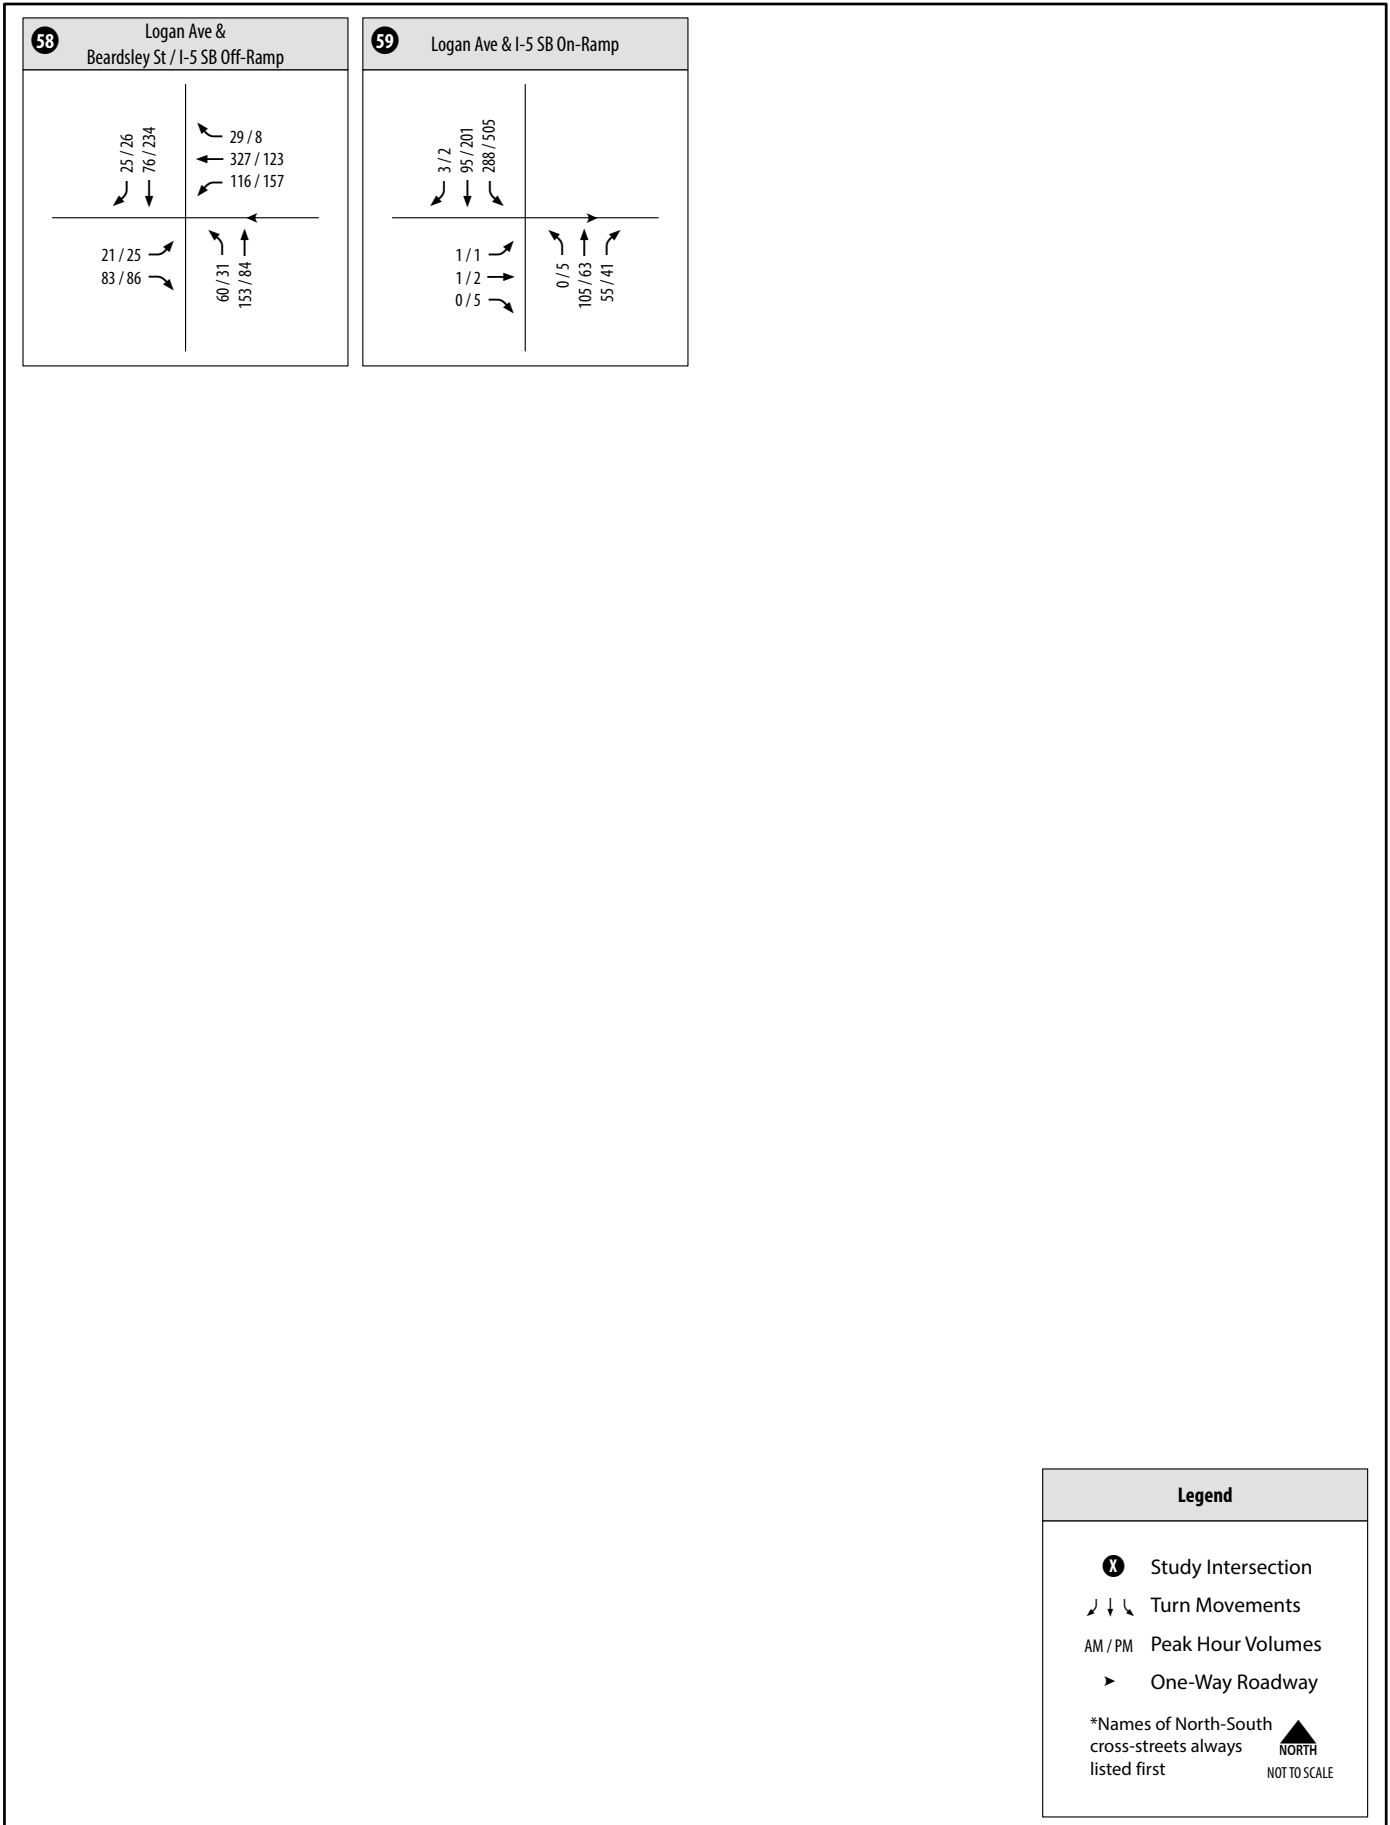 58
Logan Ave &
Beardsley St / I-5 SB Off-Ramp
25 / 26
76 / 234
29 / 8
327 / 123
116 / 157
21 / 25
83 / 86
60 / 31
153 / 84
59
Logan Ave & I-5 SB On-Ramp
3 / 2
95 / 201
288 / 505
1 / 1
1 / 2
0 / 5
0 / 5
105 / 63
55 / 41
Legend
X Study Intersection
Turn Movements
AM / PM Peak Hour Volumes
One-Way Roadway
*Names of North-South
cross-streets always
listed first
NORTH
NOT TO SCALE